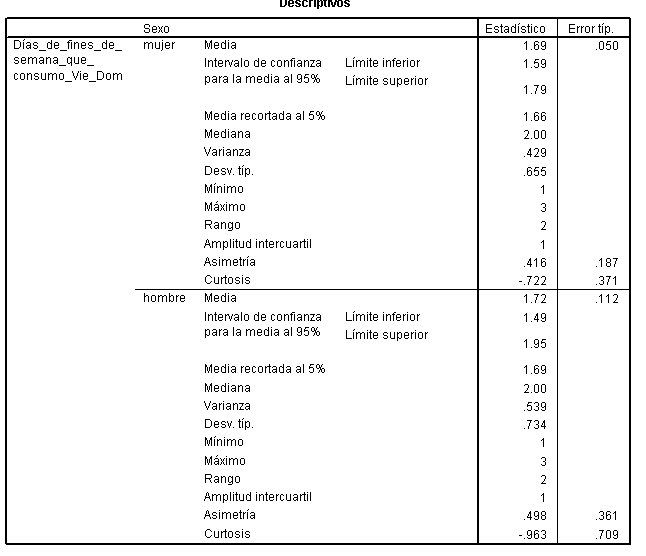 Descriptivos
Sexo Estadístico Error típ.
Días_de_fines_de_ mujer Media 1.69 .050
semana_que_ Intervalo de confianza Límite inferior 1.59
consumo_Vie_Dom para la media al 95% Límite superior 1.79
Media recortada al 5% 1.66
Mediana 2.00
Varianza .429
Desv. típ. .655
Mínimo 1
Máximo 3
Rango 2
Amplitud intercuartil 1
Asimetría .416 .187
Curtosis -.722 .371
hombre Media 1.72 .112
Intervalo de confianza Límite inferior 1.49
para la media al 95% Límite superior 1.95
Media recortada al 5% 1.69
Mediana 2.00
Varianza .539
Desv. típ. .734
Mínimo 1
Máximo 3
Rango 2
Amplitud intercuartil 1
Asimetría .498 .361
Curtosis -.963 .709